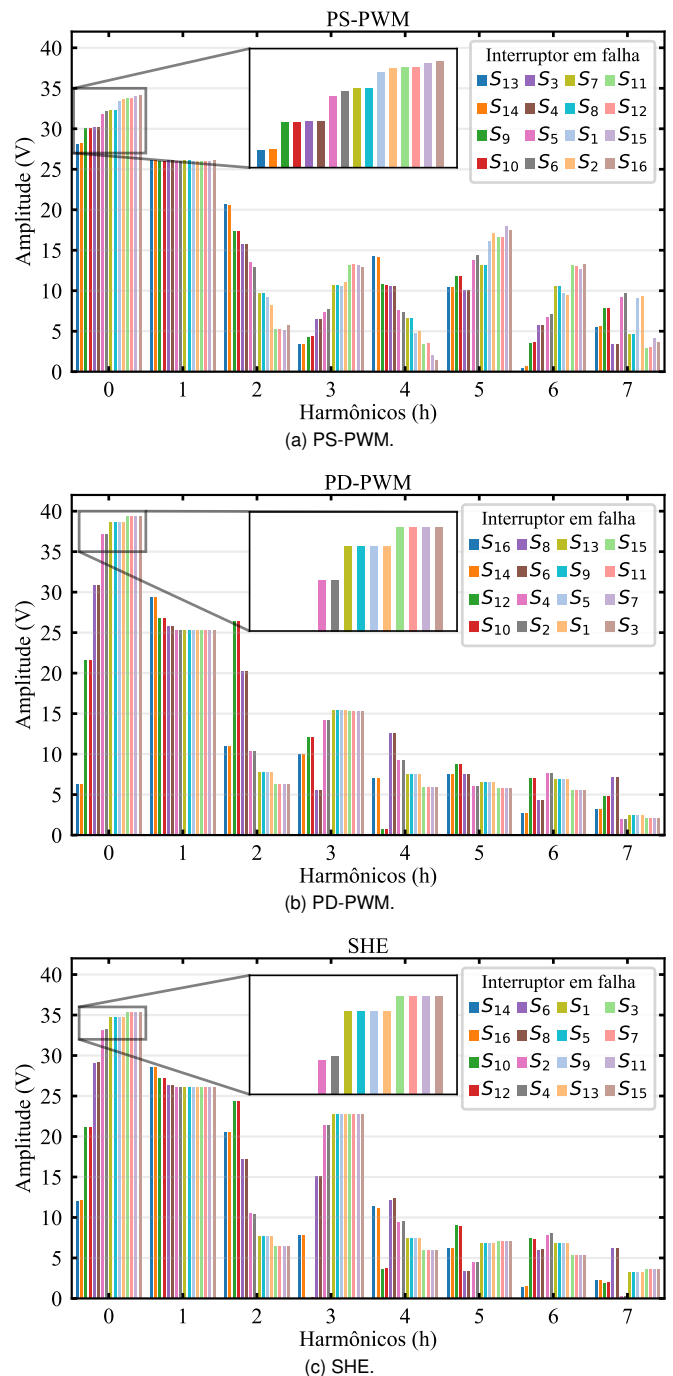 PS-PWM
Interruptor em falha
S13 S3 S7 S11
S14 S4 S8 S12
S9 S5 S1 S15
S10 S6 S2 S16
40
35
30
25
20
15
10
5
0
Amplitude (V)
0 1 2 3 4 5 6 7
Harmônicos (h)
(a) PS-PWM.
PD-PWM
Interruptor em falha
S16 S8 S13 S15
S14 S6 S9 S11
S12 S4 S5 S7
S10 S2 S1 S3
40
35
30
25
20
15
10
5
0
Amplitude (V)
0 1 2 3 4 5 6 7
Harmônicos (h)
(b) PD-PWM.
SHE
Interruptor em falha
S14 S6 S1 S3
S16 S8 S5 S7
S10 S2 S9 S11
S12 S4 S13 S15
40
35
30
25
20
15
10
5
0
Amplitude (V)
0 1 2 3 4 5 6 7
Harmônicos (h)
(c) SHE.